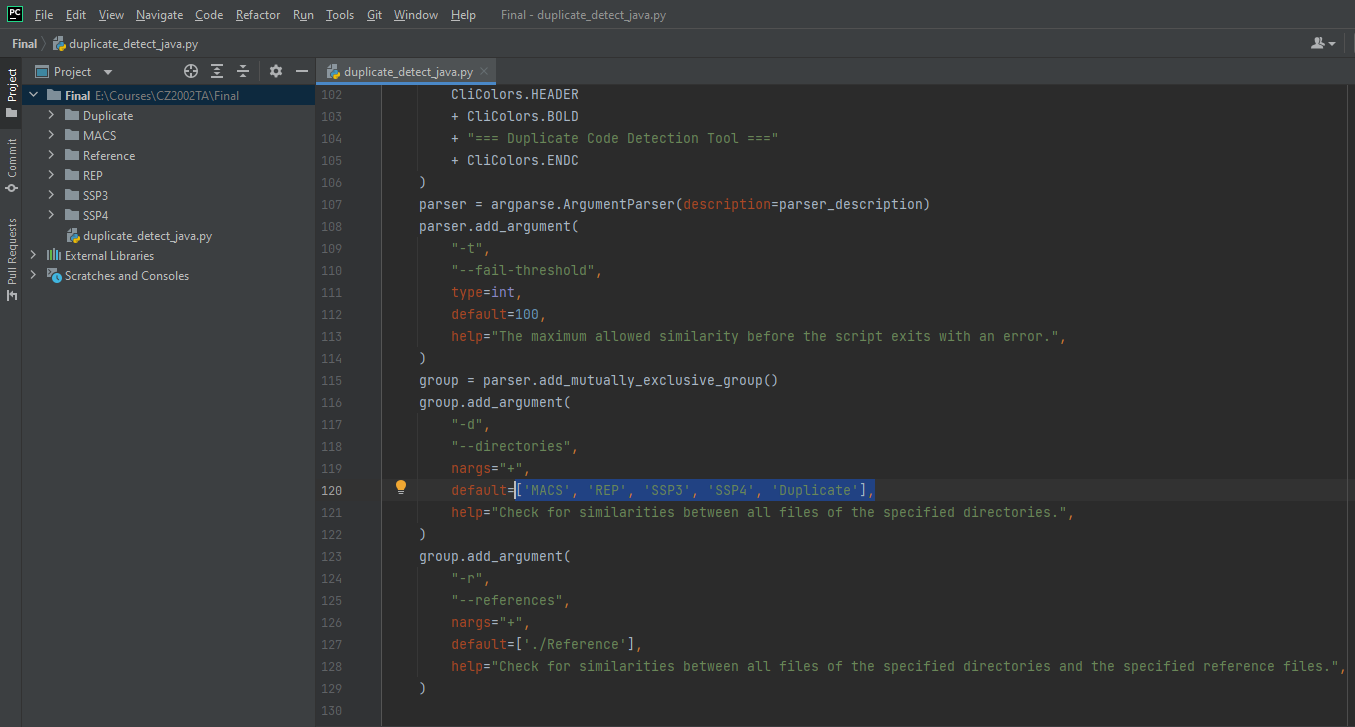 PC File Edit View Navigate Code Refactor Run Tools Git Window Help Final - duplicate_detect_java.py
Final duplicate_detect_java.py
Project duplicate_detect_java.py
Project
Commit
Pull Requests
Final E:\Courses\CZ2002TA\Final
Duplicate
MACS
Reference
REP
SSP3
SSP4
duplicate_detect_java.py
External Libraries
Scratches and Consoles
102 CliColors.HEADER
103 + CliColors.BOLD
104 + "=== Duplicate Code Detection Tool ==="
105 + CliColors.ENDC
106 )
107 parser = argparse.ArgumentParser(description=parser_description)
108 parser.add_argument(
109 "-t",
110 "--fail-threshold",
111 type=int,
112 default=100,
113 help="The maximum allowed similarity before the script exits with an error.",
114 )
115 group = parser.add_mutually_exclusive_group()
116 group.add_argument(
117 "-d",
118 "--directories",
119 nargs="+",
120 default=['MACS', 'REP', 'SSP3', 'SSP4', 'Duplicate'],
121 help="Check for similarities between all files of the specified directories.",
122 )
123 group.add_argument(
124 "-r",
125 "--references",
126 nargs="+",
127 default=['./Reference'],
128 help="Check for similarities between all files of the specified directories and the specified reference files.",
129 )
130